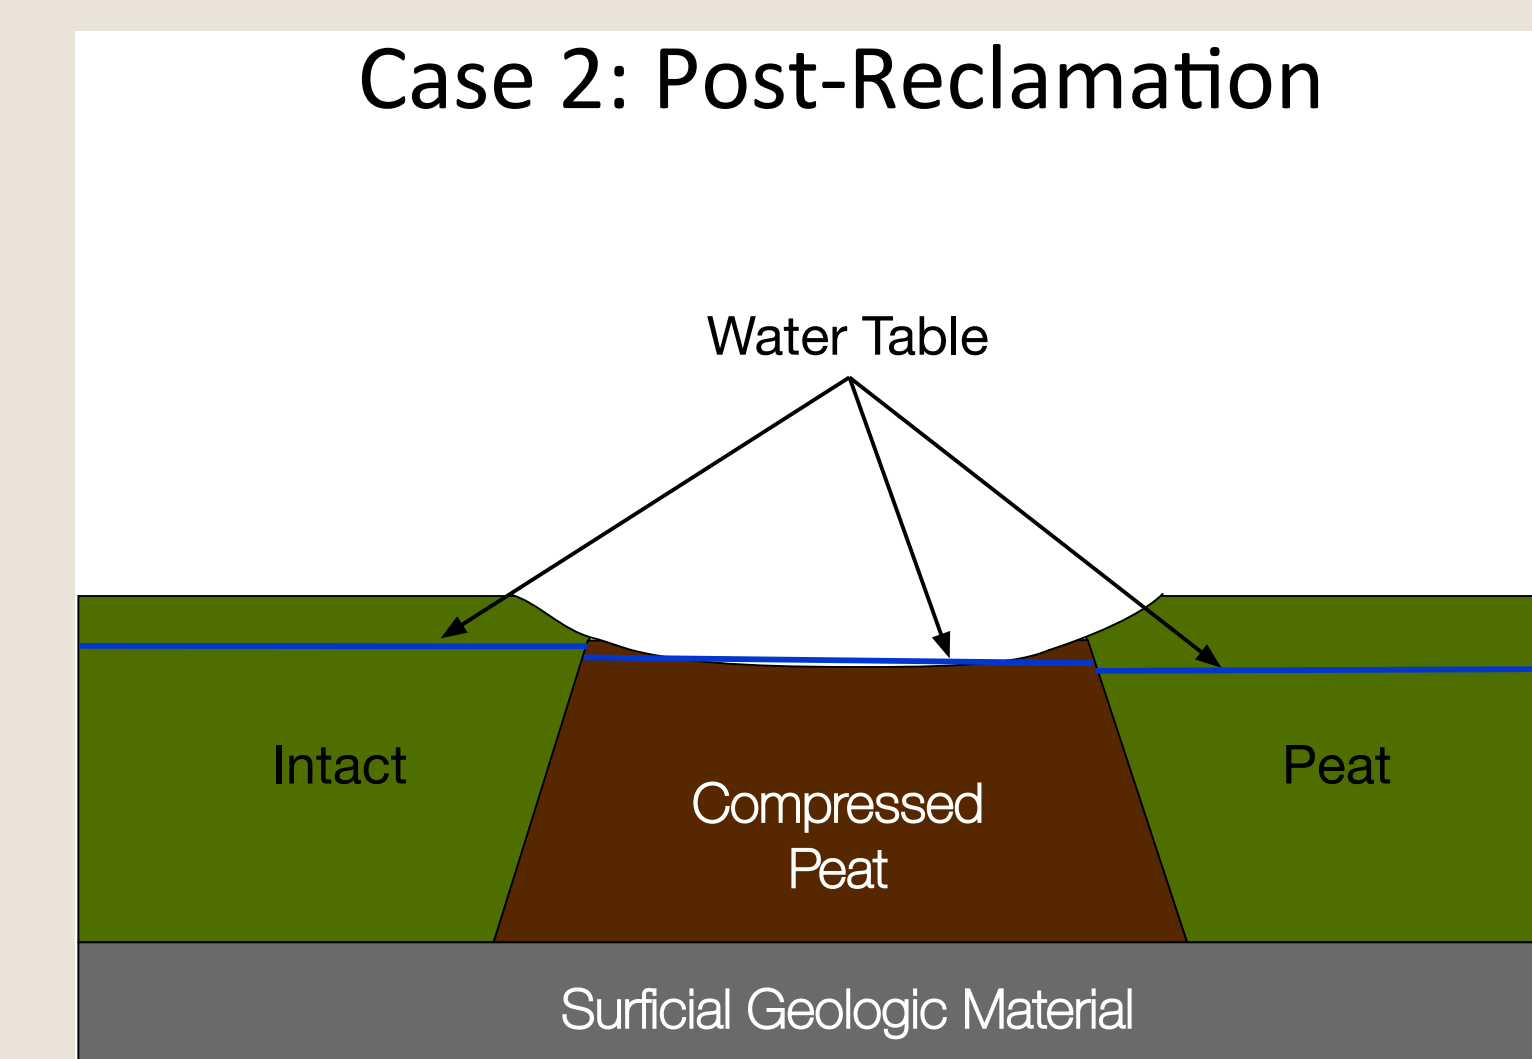 Case 2: Post-Reclamation
Water Table
Intact
Peat
Compressed
Peat
Surficial Geologic Material